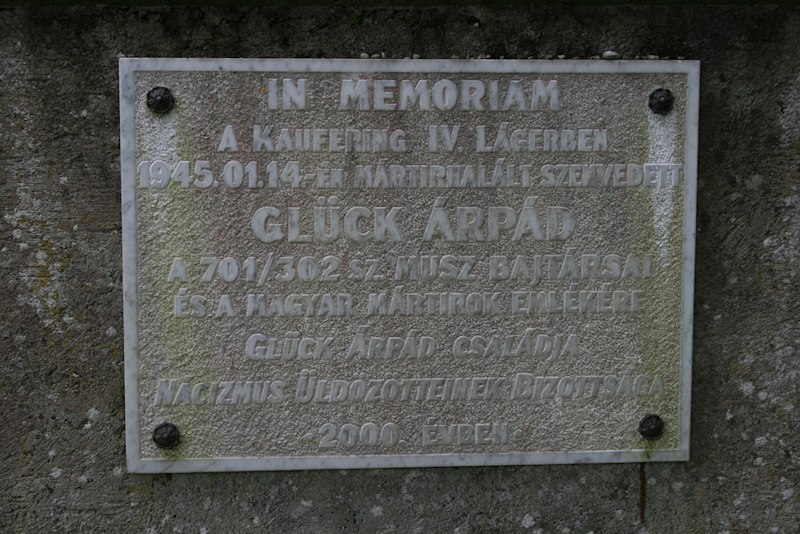 IN MEMORIAM
A KAUFERING IV. LÁGERBEN
1945.01.14.-EN MÁRTIRHALÁLT SZENVEDETT
GLÜCK ÁRPÁD
A 701/302 SZ. MUSZ BAJTÁRSAI
ÉS A MAGYAR MÁRTIROK EMLÉKÉRE
GLÜCK ÁRPÁD CSALÁDJA
NACIZMUS ÜLDÖZÖTTEINEK BIZOTTSÁGA
2000. ÉVBEN